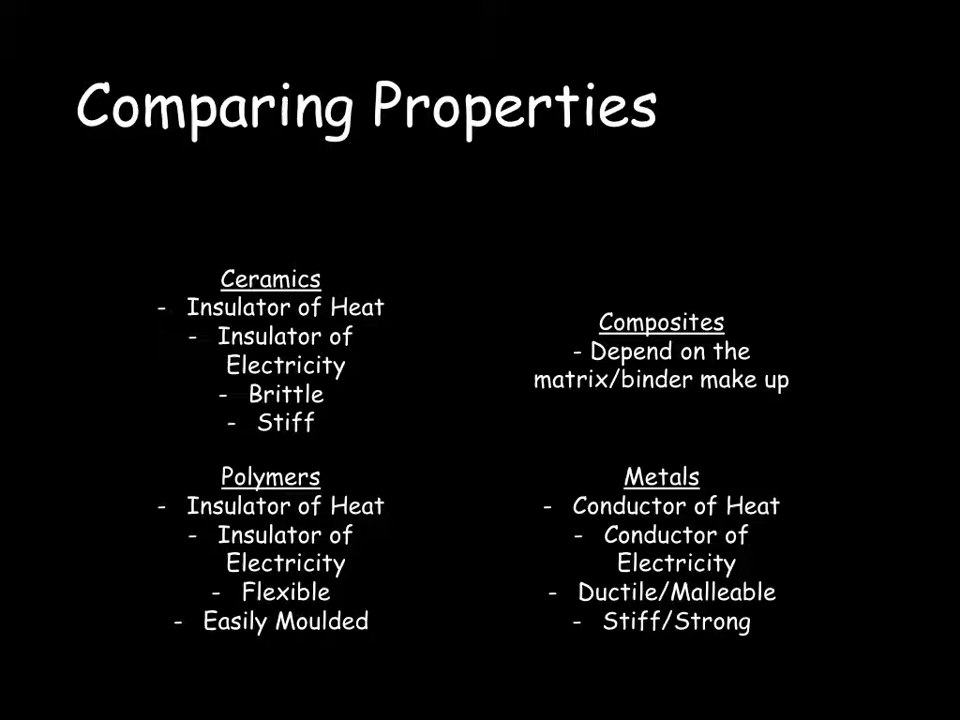 Comparing Properties
Ceramics
- Insulator of Heat
- Insulator of
Electricity
- Brittle
- Stiff
Composites
- Depend on the
matrix/binder make up
Polymers
- Insulator of Heat
- Insulator of
Electricity
- Flexible
- Easily Moulded
Metals
- Conductor of Heat
- Conductor of
Electricity
- Ductile/Malleable
- Stiff/Strong